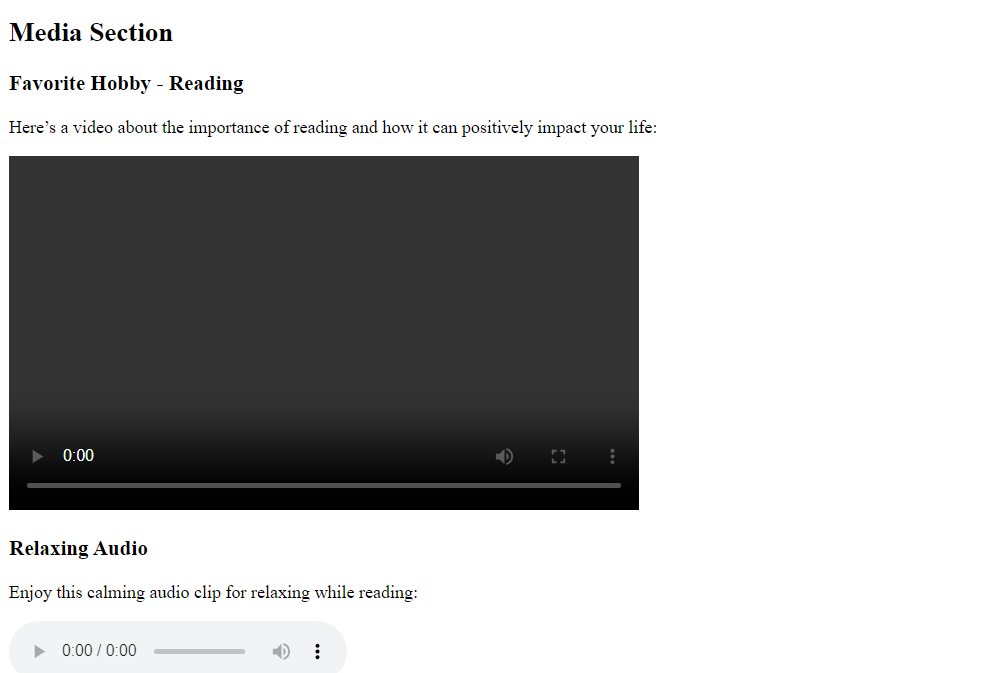 Media Section
Favorite Hobby - Reading
Here’s a video about the importance of reading and how it can positively impact your life:
0:00
Relaxing Audio
Enjoy this calming audio clip for relaxing while reading:
0:00 / 0:00